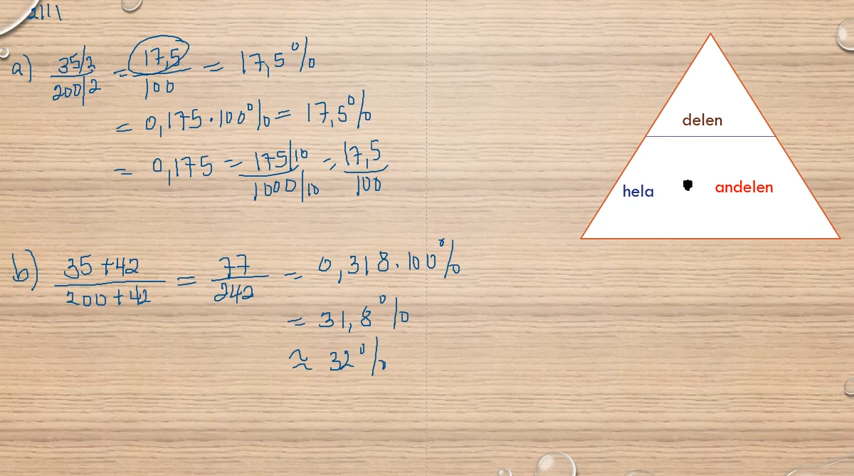 2111
a) 35/2 / 200/2 = 17,5 / 100 = 17,5 %
= 0,175 · 100 % = 17,5 %
= 0,175 = 175/10 / 1000/10 = 17,5 / 100
b) 35 + 42 / 200 + 42 = 77 / 242 = 0,318 · 100 %
= 31,8 %
≈ 32 %
delen
hela · andelen